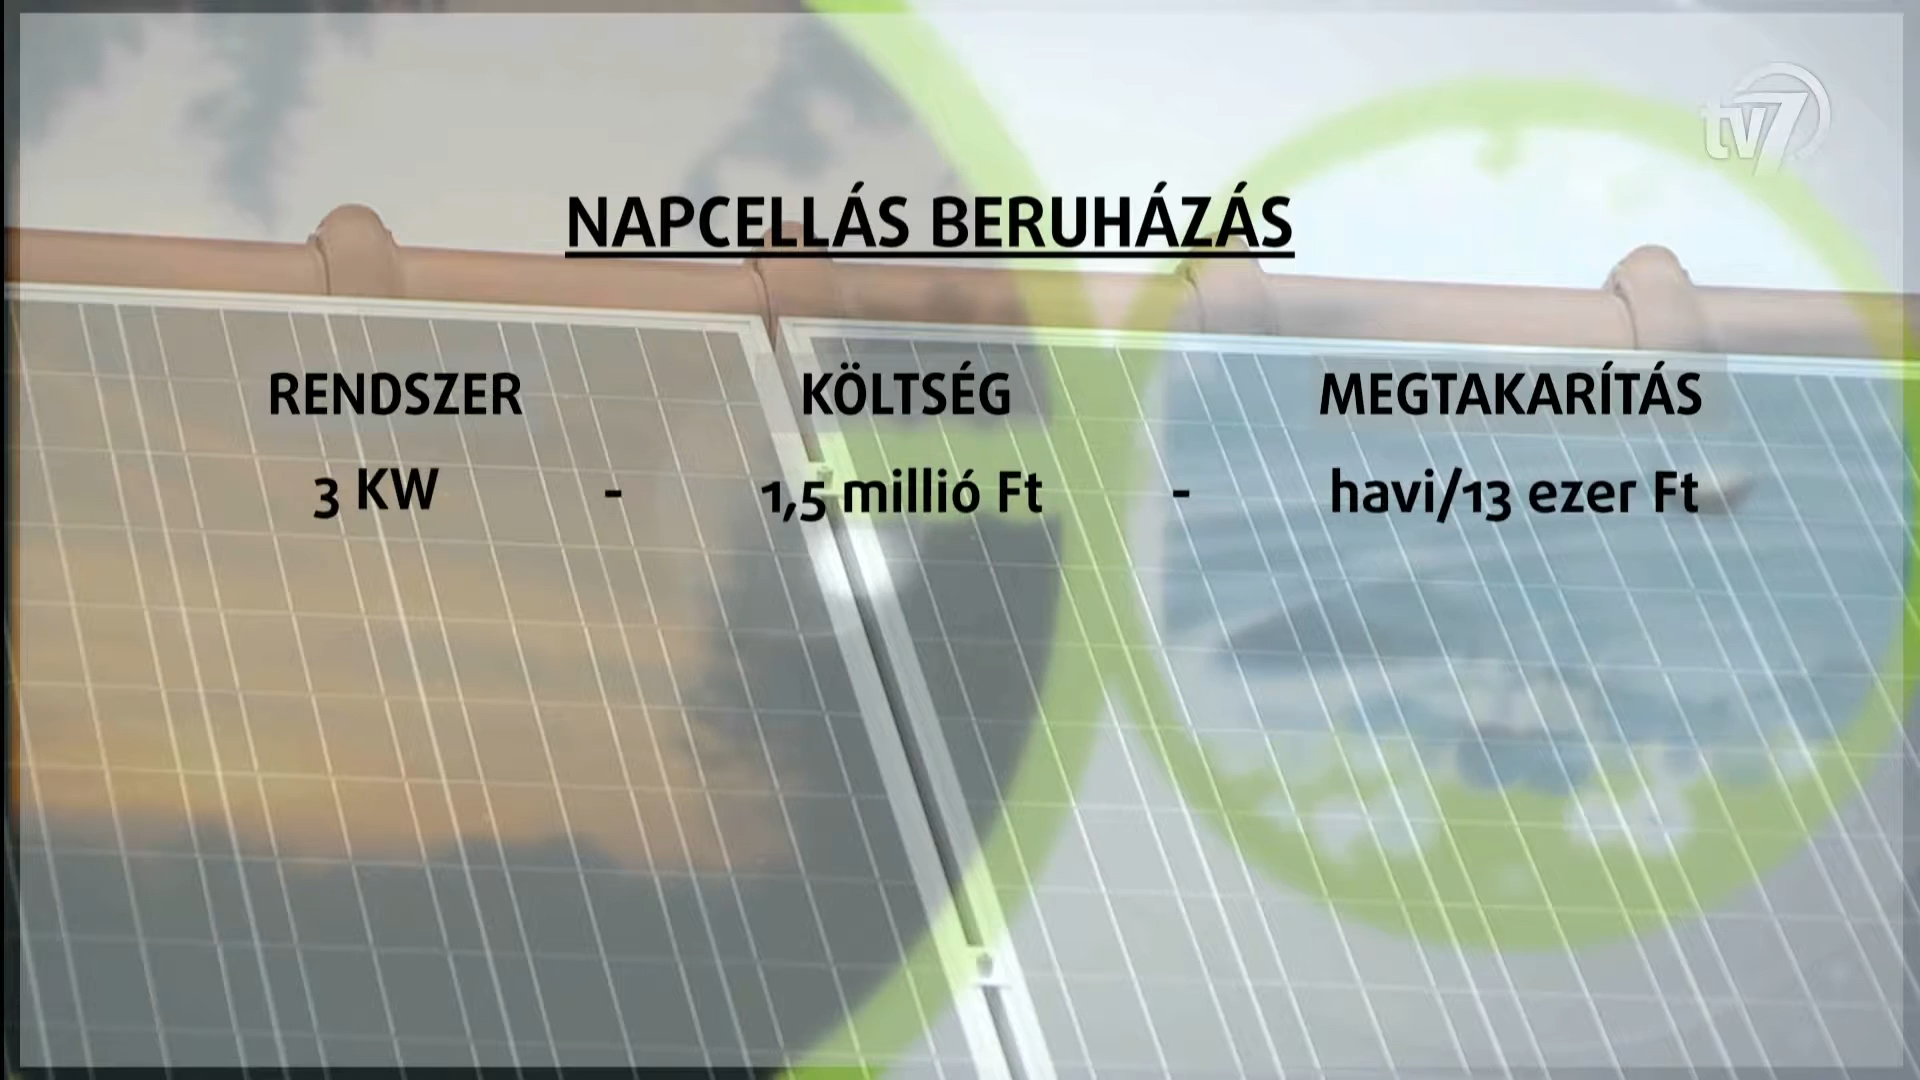 tv7
NAPCELLÁS BERUHÁZÁS
RENDSZER KÖLTSÉG MEGTAKARÍTÁS
3 KW - 1,5 millió Ft - havi/13 ezer Ft